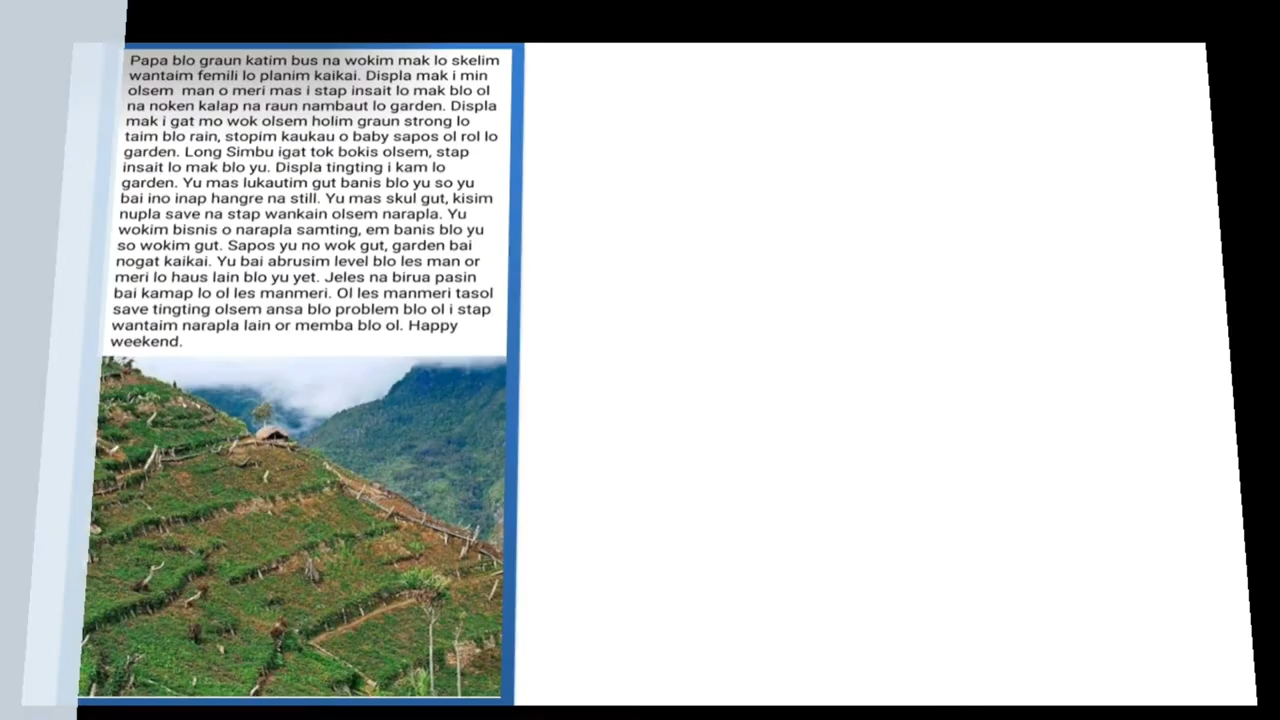 Papa blo graun katim bus na wokim mak lo skelim
wantaim femili lo planim kaikai. Displa mak i min
olsem man o meri mas i stap insait lo mak blo ol
na noken kalap na raun nambaut lo garden. Displa
mak i gat mo wok olsem holim graun strong lo
taim blo rain, stopim kaukau o baby sapos ol rol lo
garden. Long Simbu igat tok bokis olsem, stap
insait lo mak blo yu. Displa tingting i kam lo
garden. Yu mas lukautim gut banis blo yu so yu
bai ino inap hangre na still. Yu mas skul gut, kisim
nupla save na stap wankain olsem narapla. Yu
wokim bisnis o narapla samting, em banis blo yu
so wokim gut. Sapos yu no wok gut, garden bai
nogat kaikai. Yu bai abrusim level blo les man or
meri lo haus lain blo yu yet. Jeles na birua pasin
bai kamap lo ol les manmeri. Ol les manmeri tasol
save tingting olsem ansa blo problem blo ol i stap
wantaim narapla lain or memba blo ol. Happy
weekend.